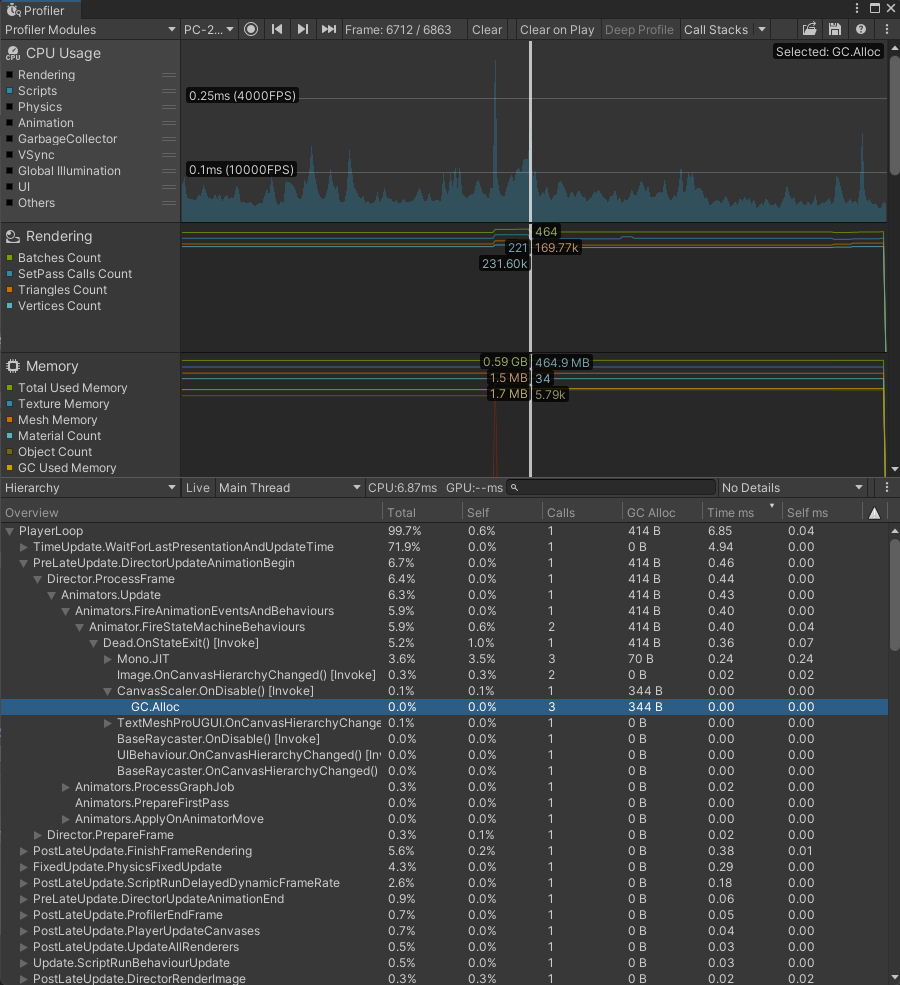 Profiler
Profiler Modules PC-2... Frame: 6712 / 6863 Clear Clear on Play Deep Profile Call Stacks
CPU Usage Selected: GC.Alloc
Rendering
Scripts 0.25ms (4000FPS)
Physics
Animation
GarbageCollector
VSync
Global Illumination 0.1ms (10000FPS)
UI
Others
Rendering 464
Batches Count 221 169.77k
SetPass Calls Count 231.60k
Triangles Count
Vertices Count
Memory 0.59 GB 464.9 MB
Total Used Memory 1.5 MB 34
Texture Memory 1.7 MB 5.79k
Mesh Memory
Material Count
Object Count
GC Used Memory
Hierarchy Live Main Thread CPU:6.87ms GPU:--ms No Details
Overview Total Self Calls GC Alloc Time ms Self ms
PlayerLoop 99.7% 0.6% 1 414 B 6.85 0.04
TimeUpdate.WaitForLastPresentationAndUpdateTime 71.9% 0.0% 1 0 B 4.94 0.00
PreLateUpdate.DirectorUpdateAnimationBegin 6.7% 0.0% 1 414 B 0.46 0.00
Director.ProcessFrame 6.4% 0.0% 1 414 B 0.44 0.00
Animators.Update 6.3% 0.0% 1 414 B 0.43 0.00
Animators.FireAnimationEventsAndBehaviours 5.9% 0.0% 1 414 B 0.40 0.00
Animator.FireStateMachineBehaviours 5.9% 0.6% 2 414 B 0.40 0.04
Dead.OnStateExit() [Invoke] 5.2% 1.0% 1 414 B 0.36 0.07
Mono.JIT 3.6% 3.5% 3 70 B 0.24 0.24
Image.OnCanvasHierarchyChanged() [Invoke] 0.3% 0.3% 2 0 B 0.02 0.02
CanvasScaler.OnDisable() [Invoke] 0.1% 0.1% 1 344 B 0.00 0.00
GC.Alloc 0.0% 0.0% 3 344 B 0.00 0.00
TextMeshProUGUI.OnCanvasHierarchyChange 0.1% 0.0% 1 0 B 0.00 0.00
BaseRaycaster.OnDisable() [Invoke] 0.0% 0.0% 1 0 B 0.00 0.00
UIBehaviour.OnCanvasHierarchyChanged() [In 0.0% 0.0% 1 0 B 0.00 0.00
BaseRaycaster.OnCanvasHierarchyChanged() 0.0% 0.0% 1 0 B 0.00 0.00
Animators.ProcessGraphJob 0.3% 0.0% 1 0 B 0.02 0.00
Animators.PrepareFirstPass 0.0% 0.0% 1 0 B 0.00 0.00
Animators.ApplyOnAnimatorMove 0.0% 0.0% 1 0 B 0.00 0.00
Director.PrepareFrame 0.3% 0.1% 1 0 B 0.02 0.00
PostLateUpdate.FinishFrameRendering 5.6% 0.2% 1 0 B 0.38 0.01
FixedUpdate.PhysicsFixedUpdate 4.3% 0.0% 1 0 B 0.29 0.00
PostLateUpdate.ScriptRunDelayedDynamicFrameRate 2.6% 0.0% 1 0 B 0.18 0.00
PreLateUpdate.DirectorUpdateAnimationEnd 0.9% 0.0% 1 0 B 0.06 0.00
PostLateUpdate.ProfilerEndFrame 0.7% 0.0% 1 0 B 0.05 0.00
PostLateUpdate.PlayerUpdateCanvases 0.7% 0.0% 1 0 B 0.04 0.00
PostLateUpdate.UpdateAllRenderers 0.5% 0.0% 1 0 B 0.03 0.00
Update.ScriptRunBehaviourUpdate 0.5% 0.0% 1 0 B 0.03 0.00
PostLateUpdate.DirectorRenderImage 0.3% 0.3% 1 0 B 0.02 0.02